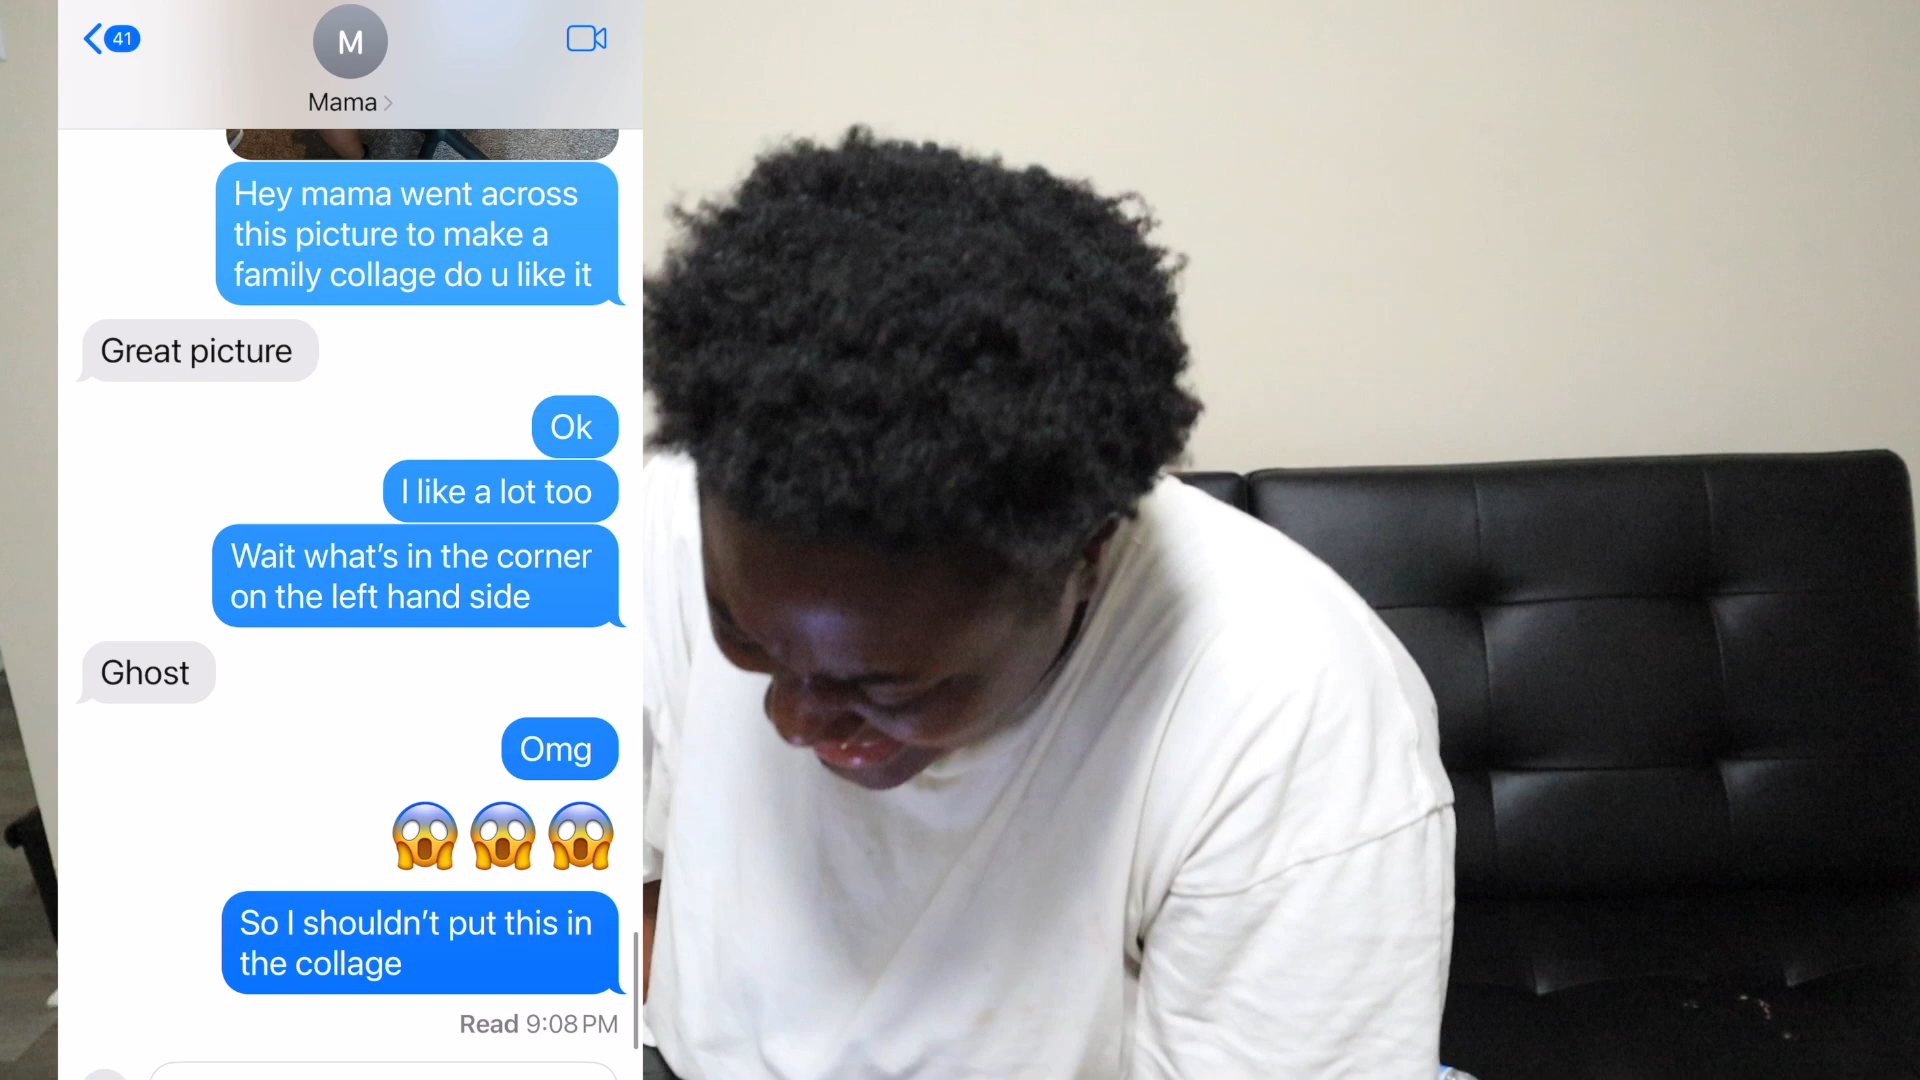 41
M
Mama
Hey mama went across
this picture to make a
family collage do u like it
Great picture
Ok
I like a lot too
Wait what’s in the corner
on the left hand side
Ghost
Omg
😱😱😱
So I shouldn’t put this in
the collage
Read 9:08 PM